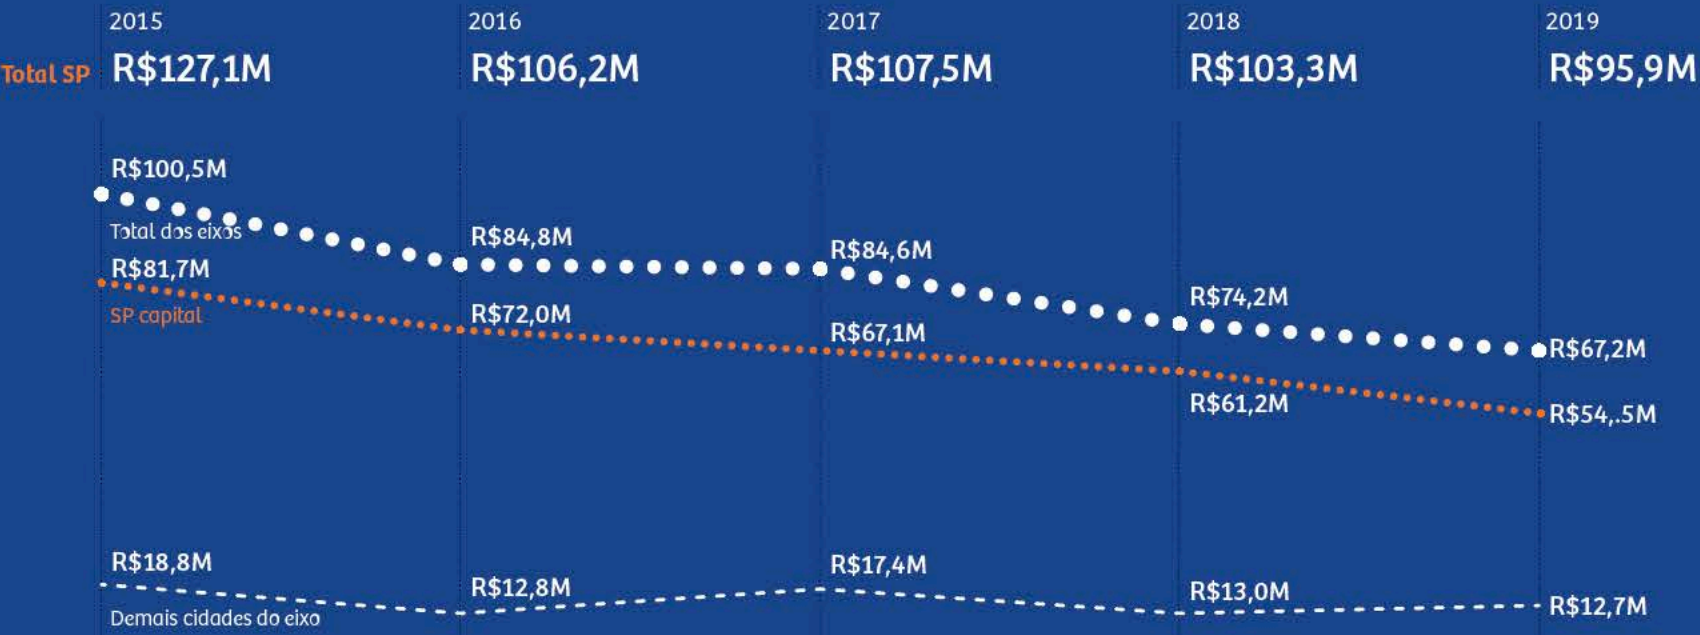 2015
2016
2017
2018
2019
Total SP
R$127,1M
R$106,2M
R$107,5M
R$103,3M
R$95,9M
R$100,5M
Total dos eixos
R$84,8M
R$84,6M
R$74,2M
R$67,2M
R$81,7M
SP capital
R$72,0M
R$67,1M
R$61,2M
R$54,.5M
R$18,8M
Demais cidades do eixo
R$12,8M
R$17,4M
R$13,0M
R$12,7M